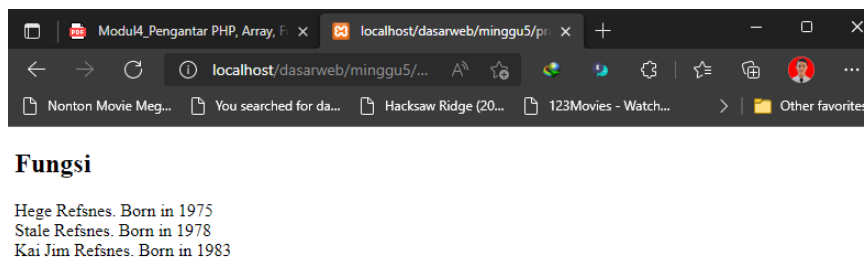 Modul4_Pengantar PHP, Array, F
localhost/dasarweb/minggu5/pr
localhost/dasarweb/minggu5/...
Nonton Movie Meg...
You searched for da...
Hacksaw Ridge (20...
123Movies - Watch...
Other favorites
Fungsi
Hege Refsnes. Born in 1975
Stale Refsnes. Born in 1978
Kai Jim Refsnes. Born in 1983